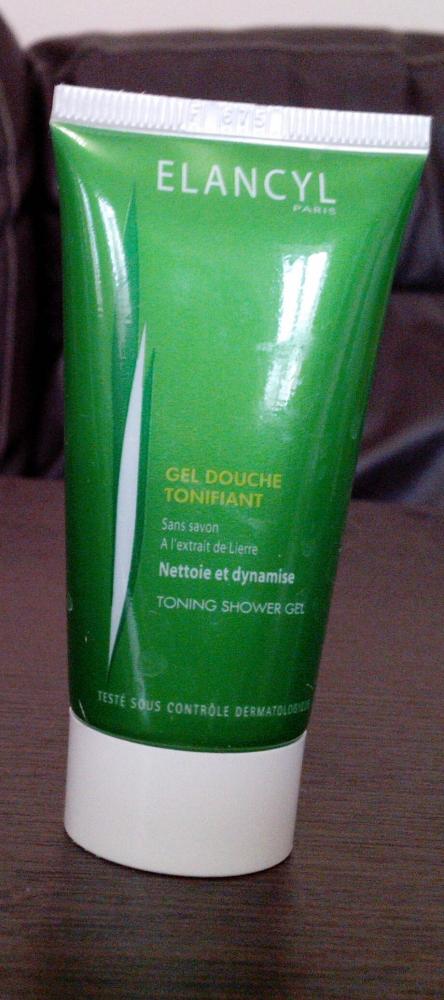 ELANCYL
PARIS
GEL DOUCHE
TONIFIANT
Sans savon
A l'extrait de Lierre
Nettoie et dynamise
TONING SHOWER GEL
TESTÉ SOUS CONTRÔLE DERMATOLOGIQUE